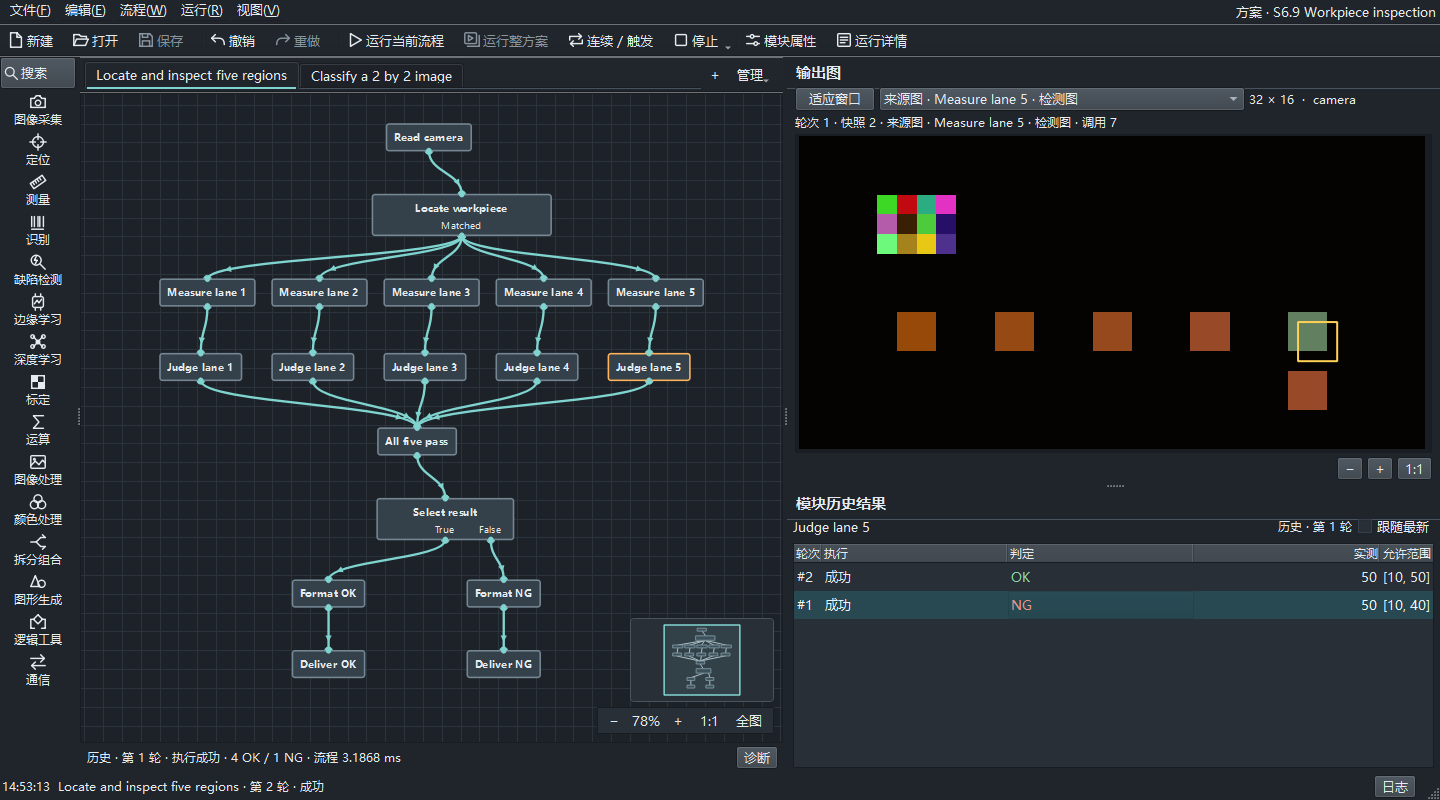 文件(F) 编辑(E) 流程(W) 运行(R) 视图(V)
方案 · S6.9 Workpiece inspection
新建 打开 保存 撤销 重做 运行当前流程 运行整方案 连续 / 触发 停止 模块属性 运行详情
搜索
图像采集
定位
测量
识别
缺陷检测
边缘学习
深度学习
标定
运算
图像处理
颜色处理
拆分组合
图形生成
逻辑工具
通信
Locate and inspect five regions
Classify a 2 by 2 image
+ 管理
Read camera
Locate workpiece
Matched
Measure lane 1
Measure lane 2
Measure lane 3
Measure lane 4
Measure lane 5
Judge lane 1
Judge lane 2
Judge lane 3
Judge lane 4
Judge lane 5
All five pass
Select result
True False
Format OK
Format NG
Deliver OK
Deliver NG
− 78% + 1:1 全图
历史 · 第 1 轮 · 执行成功 · 4 OK / 1 NG · 流程 3.1868 ms
诊断
输出图
适应窗口 来源图 · Measure lane 5 · 检测图 32 × 16 · camera
轮次 1 · 快照 2 · 来源图 · Measure lane 5 · 检测图 · 调用 7
− + 1:1
模块历史结果
Judge lane 5 历史 · 第 1 轮 跟随最新
轮次 执行 判定 实测 允许范围
#2 成功 OK 50 [10, 50]
#1 成功 NG 50 [10, 40]
14:53:13 Locate and inspect five regions · 第 2 轮 · 成功
日志